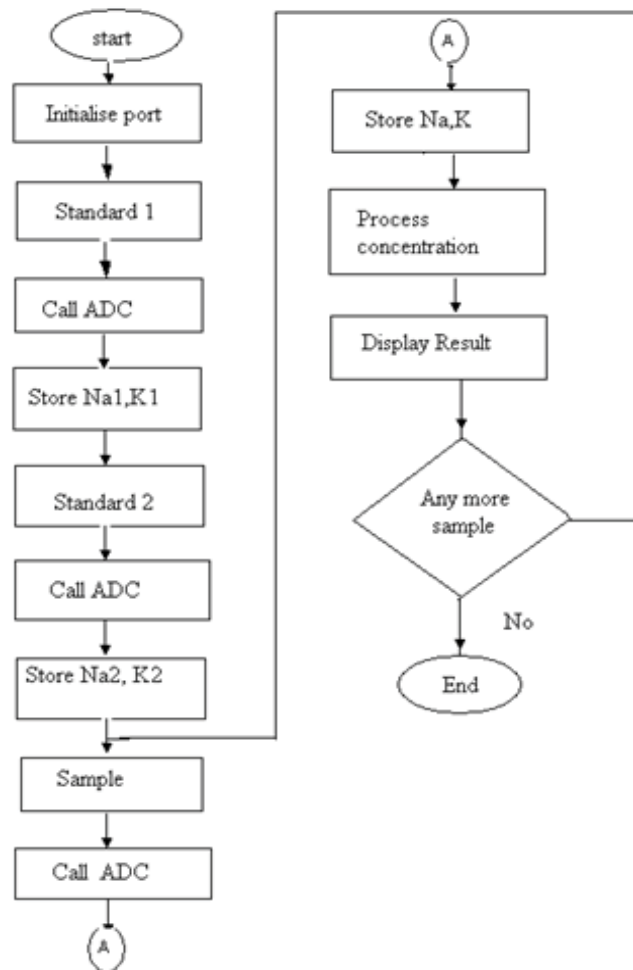 start
Initialise port
Standard 1
Call ADC
Store Na1,K1
Standard 2
Call ADC
Store Na2, K2
Sample
Call ADC
A
A
Store Na,K
Process
concentration
Display Result
Any more
sample
No
End